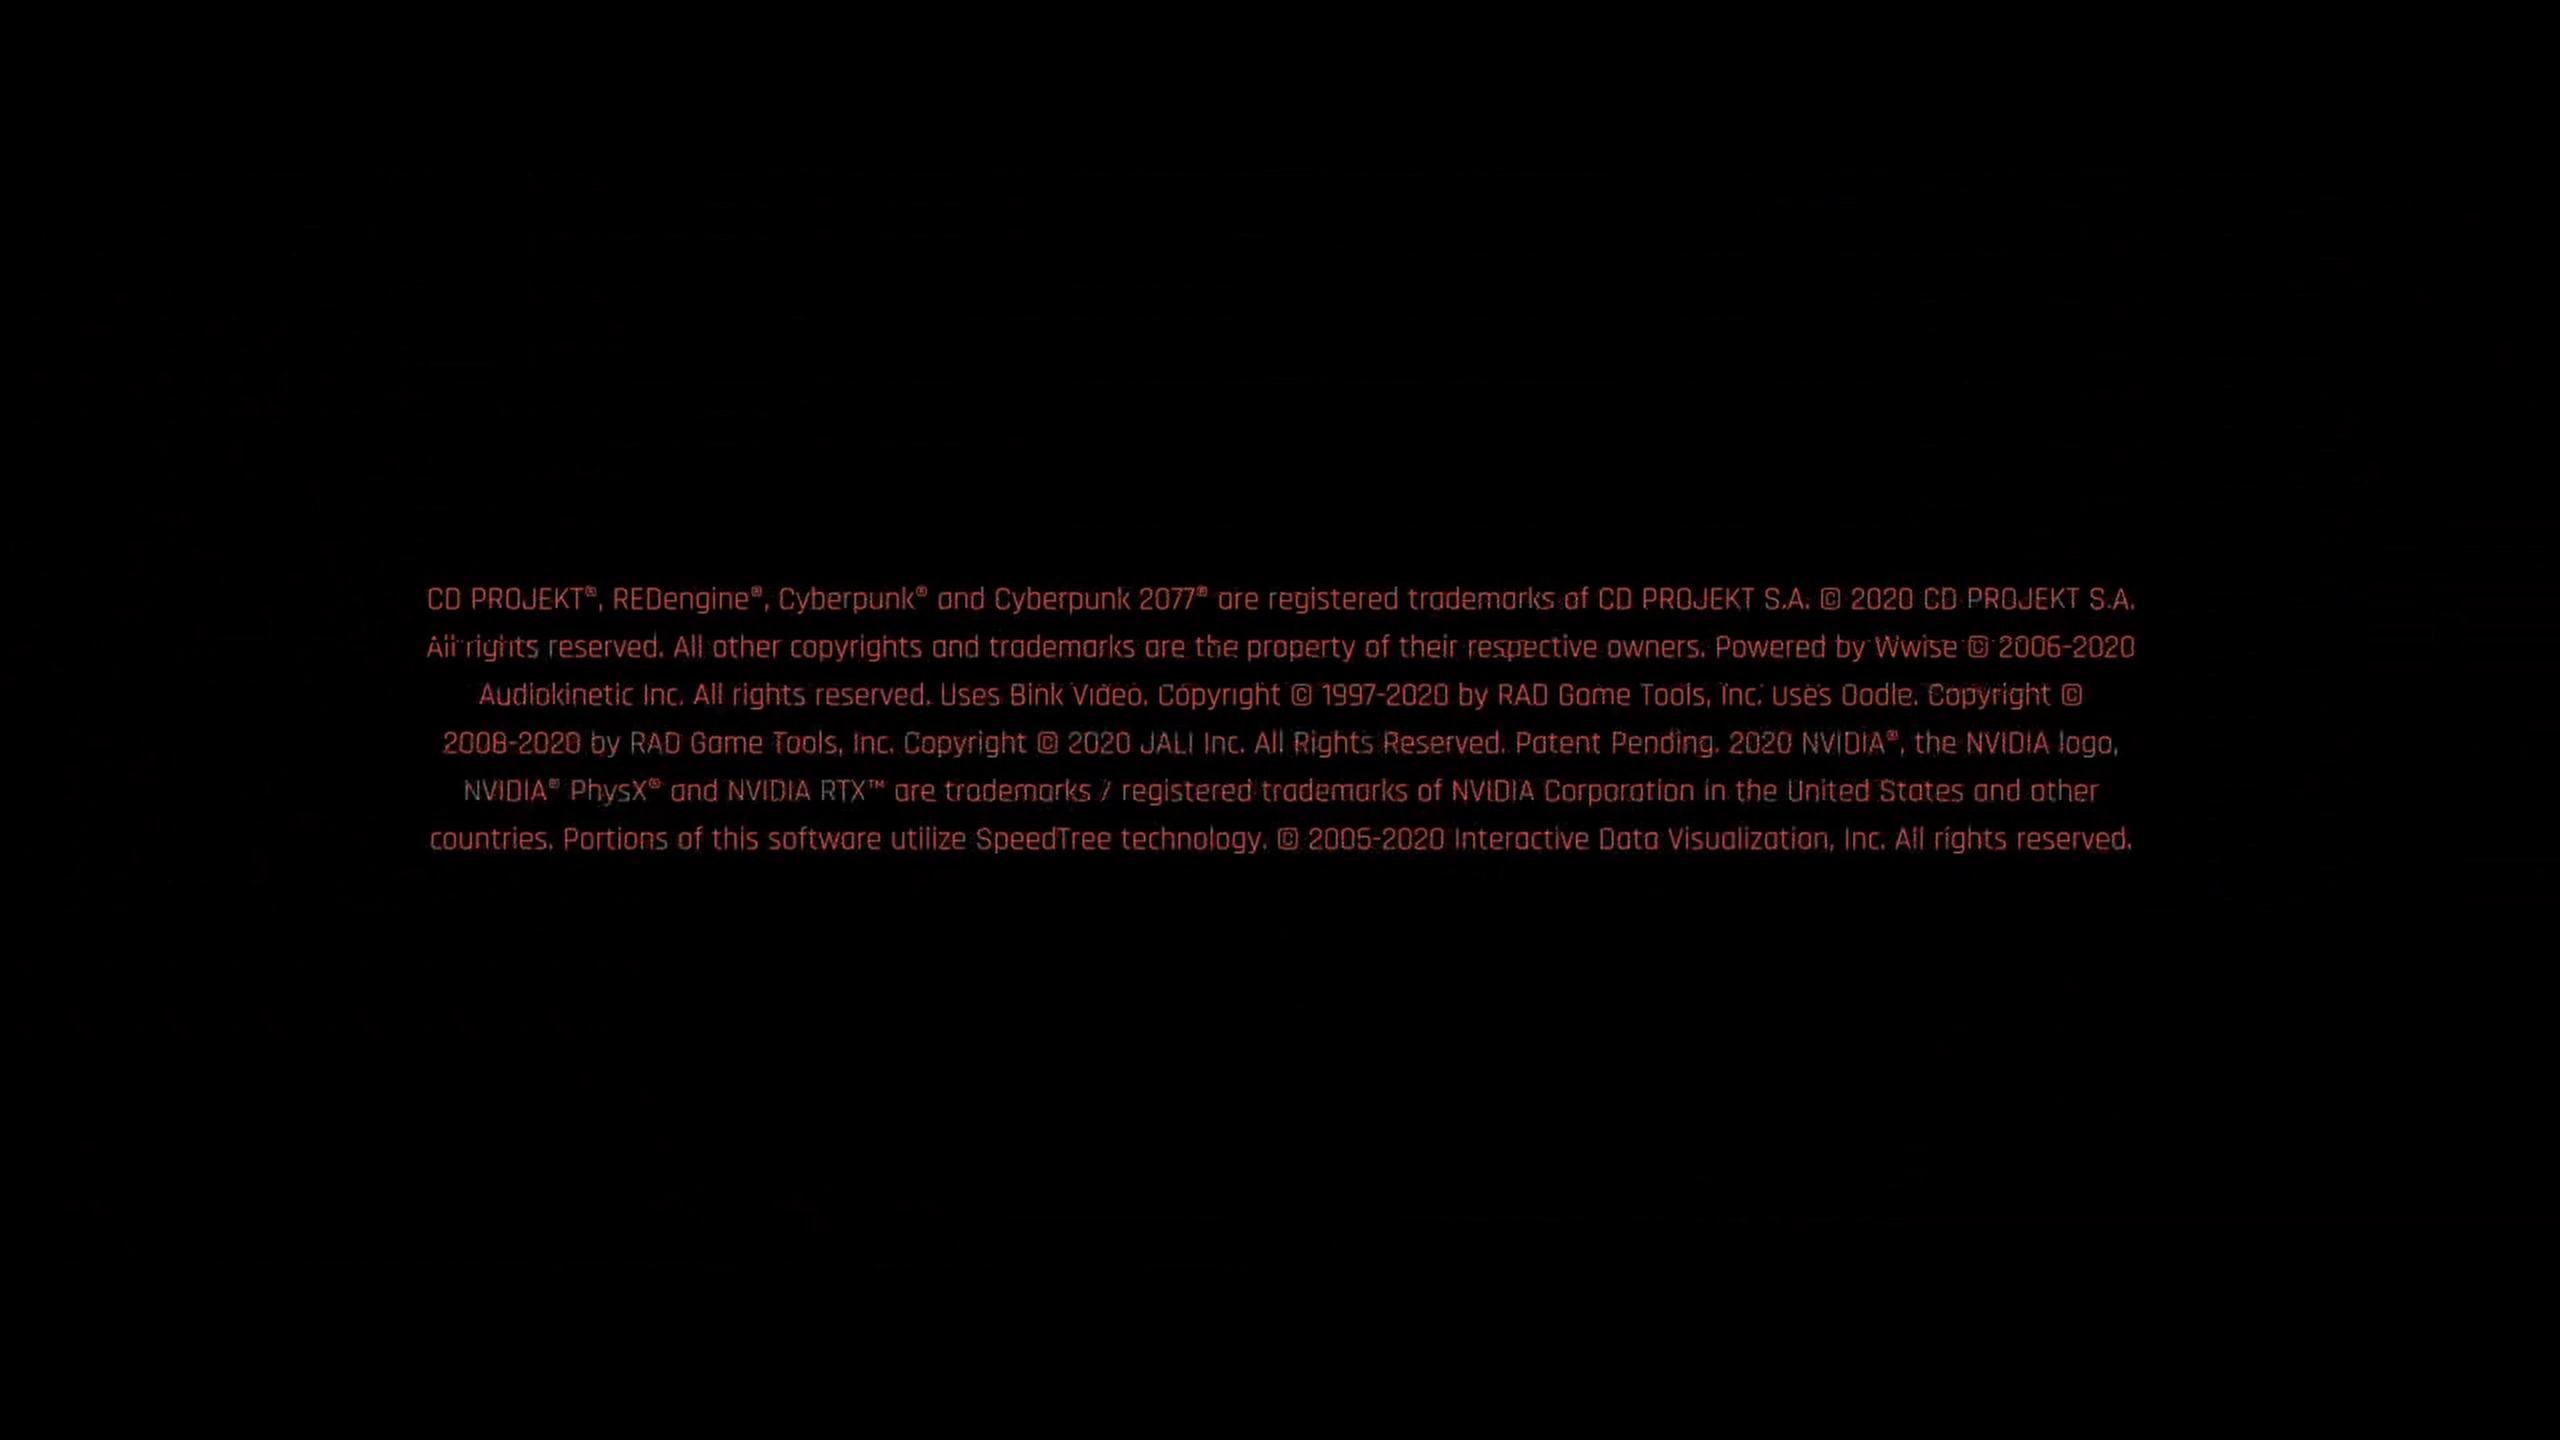 CD PROJEKT®, REDengine®, Cyberpunk® and Cyberpunk 2077® are registered trademarks of CD PROJEKT S.A. © 2020 CD PROJEKT S.A.
All rights reserved. All other copyrights and trademarks are the property of their respective owners. Powered by Wwise © 2006-2020
Audiokinetic Inc. All rights reserved. Uses Bink Video. Copyright © 1997-2020 by RAD Game Tools, Inc. Uses Oodle. Copyright ©
2008-2020 by RAD Game Tools, Inc. Copyright © 2020 JALI Inc. All Rights Reserved. Patent Pending. 2020 NVIDIA®, the NVIDIA logo,
NVIDIA® PhysX® and NVIDIA RTX™ are trademarks / registered trademarks of NVIDIA Corporation in the United States and other
countries. Portions of this software utilize SpeedTree technology. © 2005-2020 Interactive Data Visualization, Inc. All rights reserved.